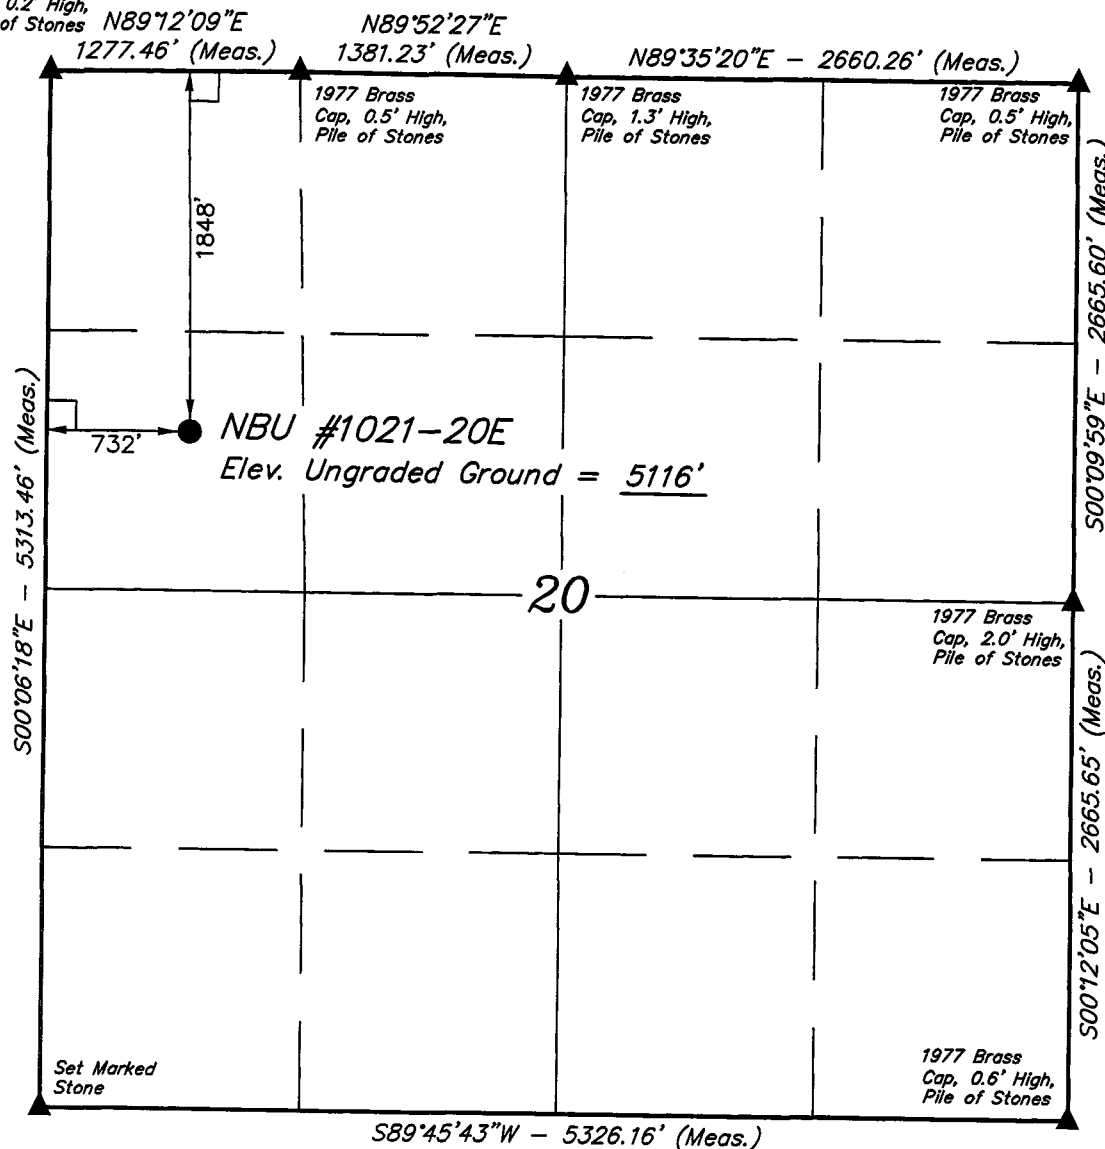 0.2' High,
of Stones
N89°12'09"E
1277.46' (Meas.)
N89°52'27"E
1381.23' (Meas.)
N89°35'20"E - 2660.26' (Meas.)
1977 Brass
Cap, 0.5' High,
Pile of Stones
1977 Brass
Cap, 1.3' High,
Pile of Stones
1977 Brass
Cap, 0.5' High,
Pile of Stones
1848'
S00°09'59"E - 2665.60' (Meas.)
S00°06'18"E - 5313.46' (Meas.)
732'
NBU #1021-20E
Elev. Ungraded Ground = 5116'
20
1977 Brass
Cap, 2.0' High,
Pile of Stones
S00°12'05"E - 2665.65' (Meas.)
Set Marked
Stone
1977 Brass
Cap, 0.6' High,
Pile of Stones
S89°45'43"W - 5326.16' (Meas.)